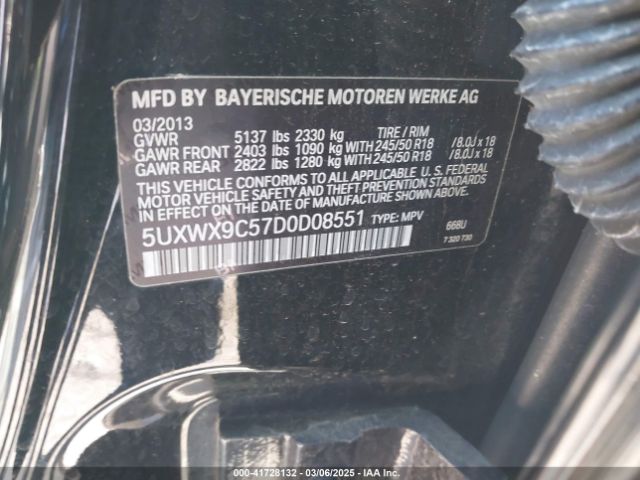 MFD BY BAYERISCHE MOTOREN WERKE AG
03/2013
GVWR 5137 lbs 2330 kg TIRE / RIM
GAWR FRONT 2403 lbs 1090 kg WITH 245/50 R18 /8.0J x 18
GAWR REAR 2822 lbs 1280 kg WITH 245/50 R18 /8.0J x 18
THIS VEHICLE CONFORMS TO ALL APPLICABLE U. S. FEDERAL
MOTOR VEHICLE SAFETY AND THEFT PREVENTION STANDARDS
IN EFFECT ON THE DATE OF MANUFACTURE SHOWN ABOVE.
5UXWX9C57D0D08551 TYPE: MPV 668U
7 320 730
000-41728132 — 03/06/2025 — IAA Inc.